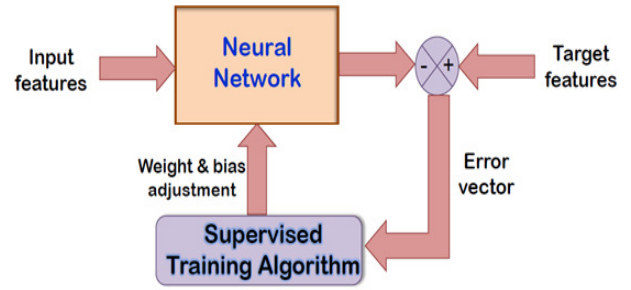 Input
features
Neural
Network
- +
Target
features
Weight & bias
adjustment
Error
vector
Supervised
Training Algorithm